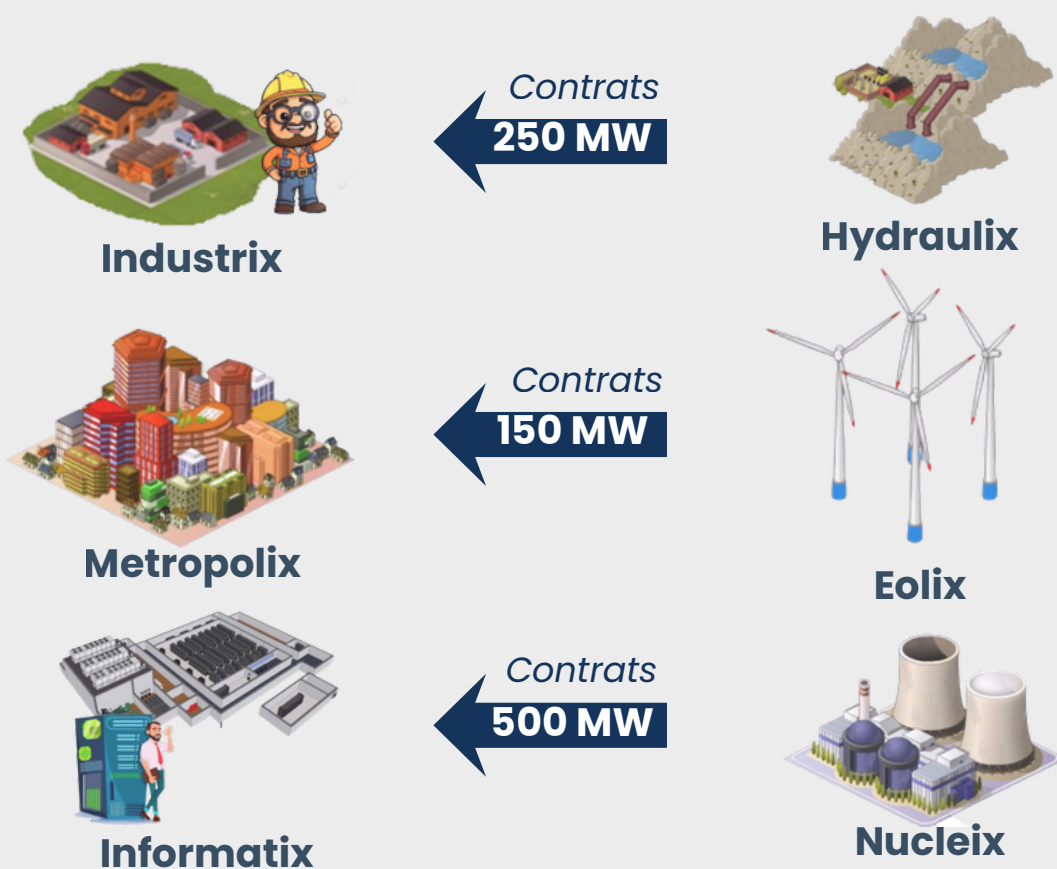 Contrats
250 MW
Industrix
Hydraulix
Contrats
150 MW
Metropolix
Eolix
Contrats
500 MW
Informatix
Nucleix